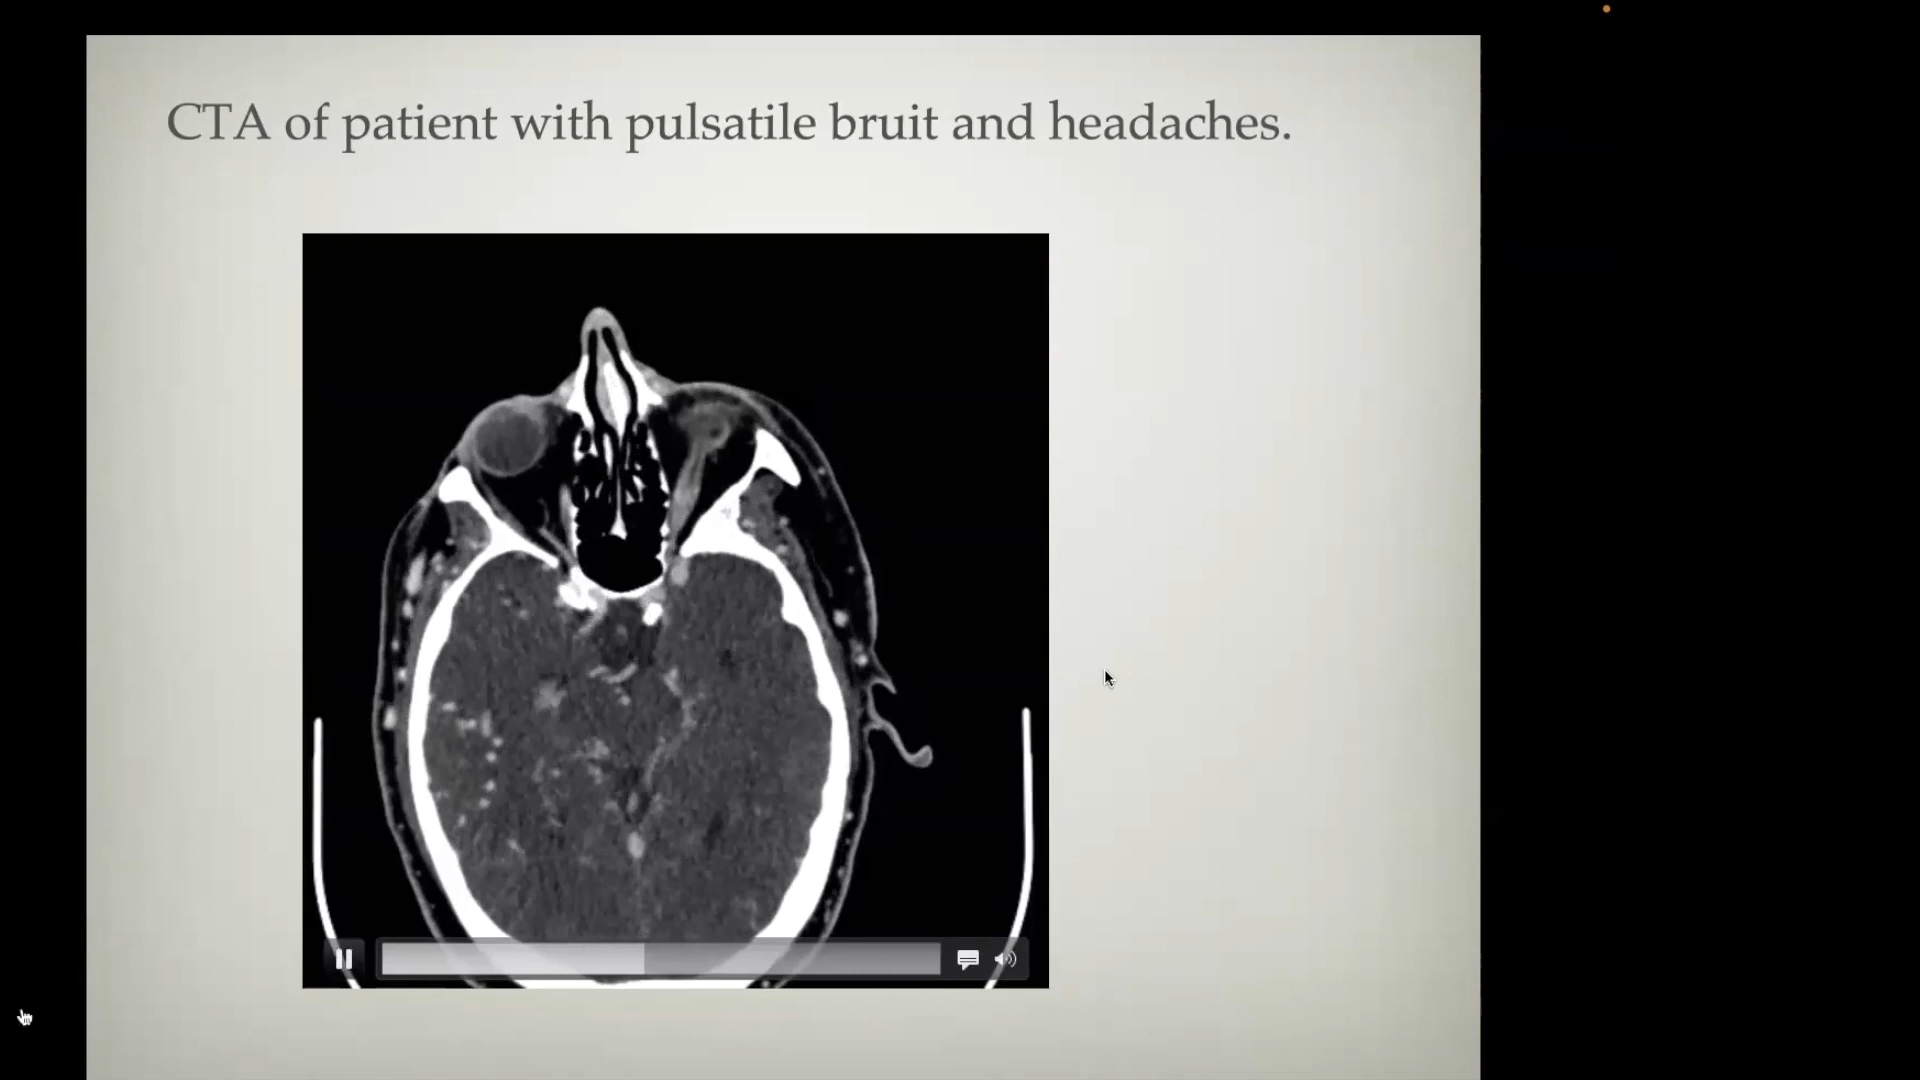 CTA of patient with pulsatile bruit and headaches.